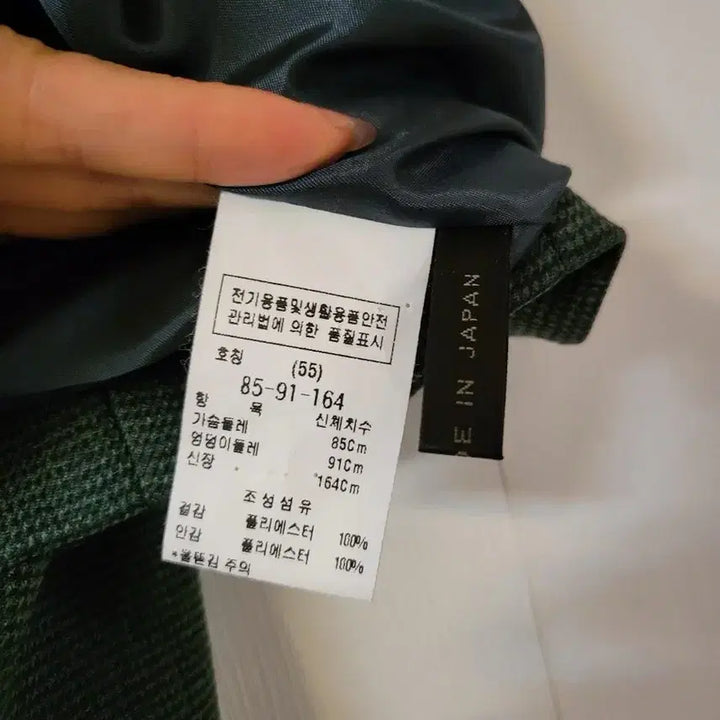 전기용품및생활용품안전
관리법에 의한 품질표시
호칭 (55)
85-91-164
항 목 신체치수
가슴둘레 85Cm
엉덩이둘레 91Cm
신장 164Cm
조성섬유
겉감 폴리에스터 100%
안감 폴리에스터 100%
*올뜯김 주의
E IN JAPAN